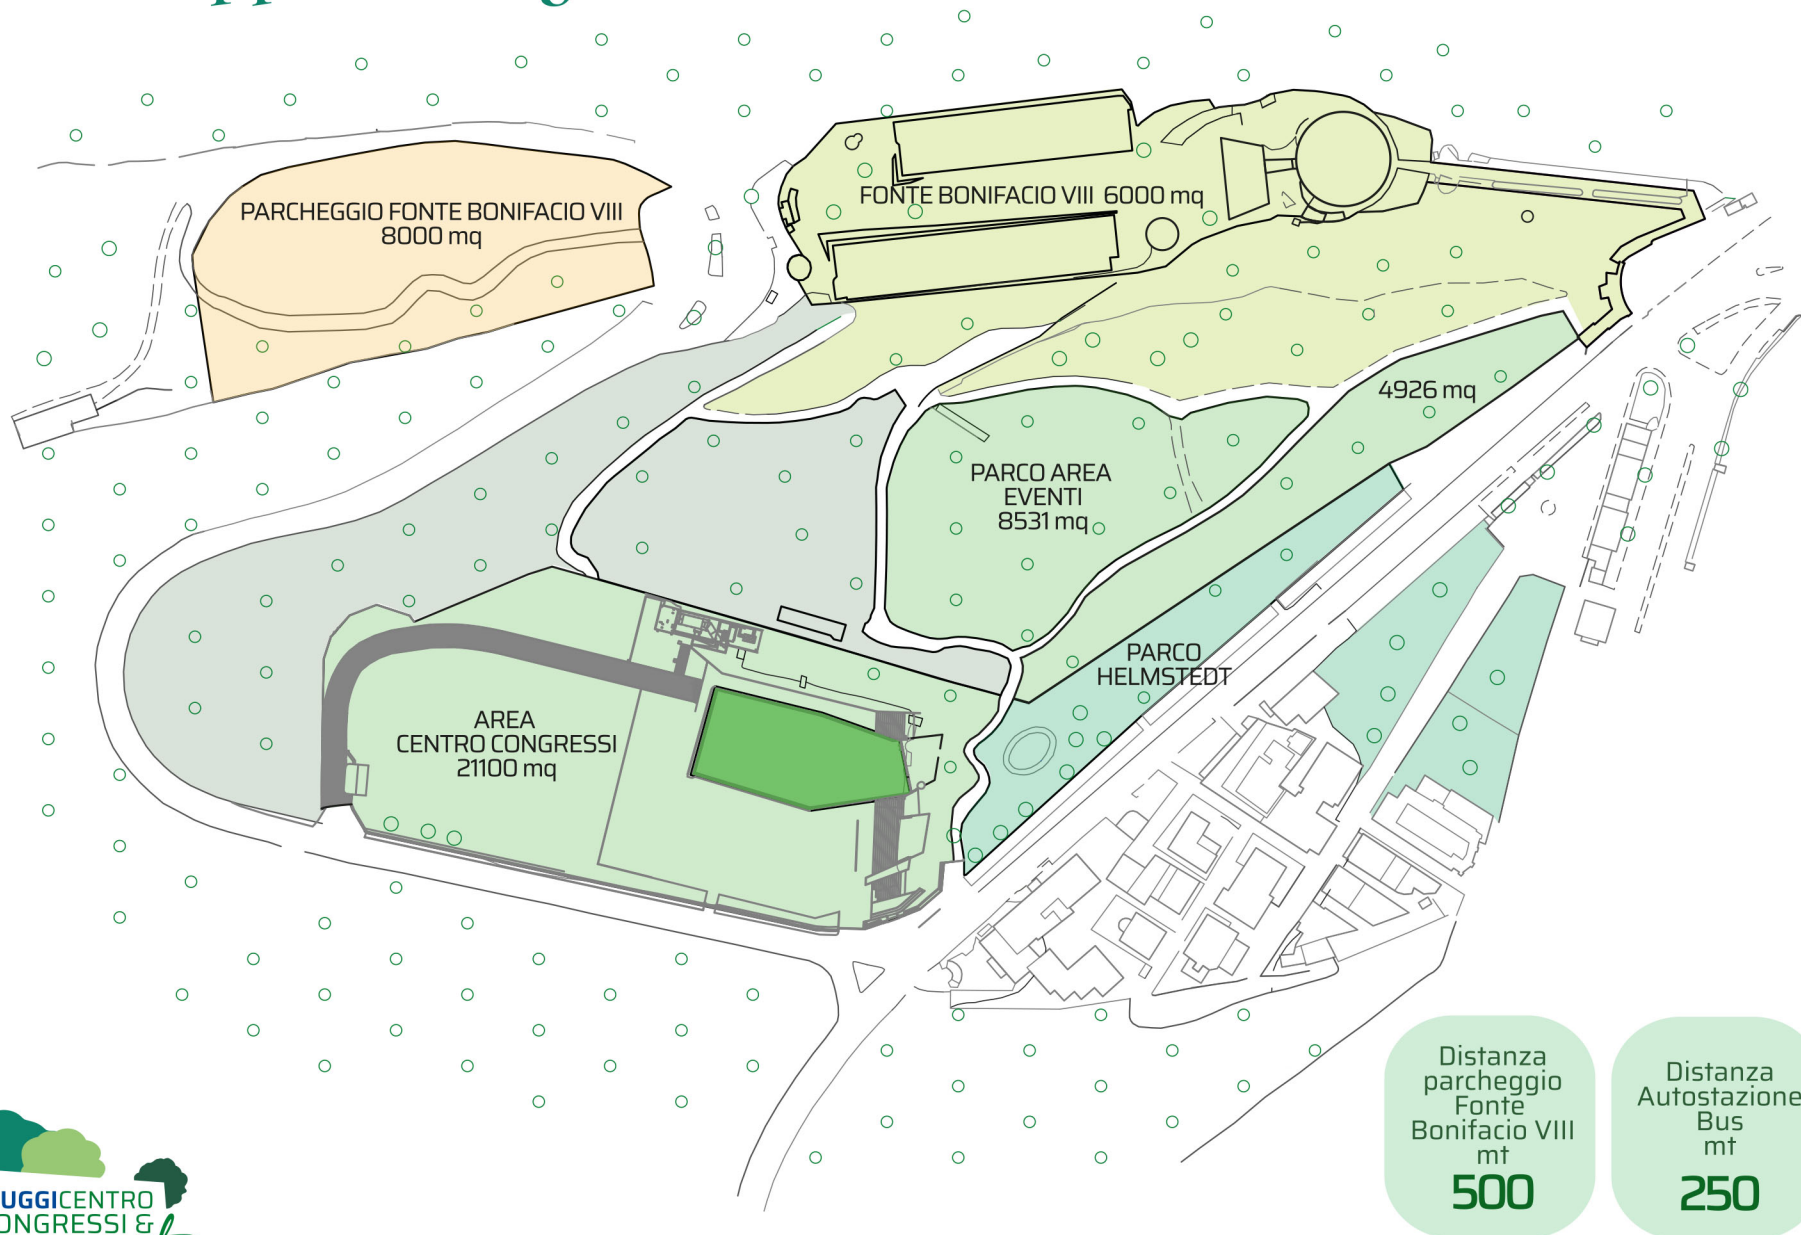 PARCHEGGIO FONTE BONIFACIO VIII
8000 mq
FONTE BONIFACIO VIII 6000 mq
4926 mq
PARCO AREA
EVENTI
8531 mq
PARCO
HELMSTEDT
AREA
CENTRO CONGRESSI
21100 mq
Distanza
parcheggio
Fonte
Bonifacio VIII
mt
500
Distanza
Autostazione
Bus
mt
250
UGGICENTRO
ONGRESSI &